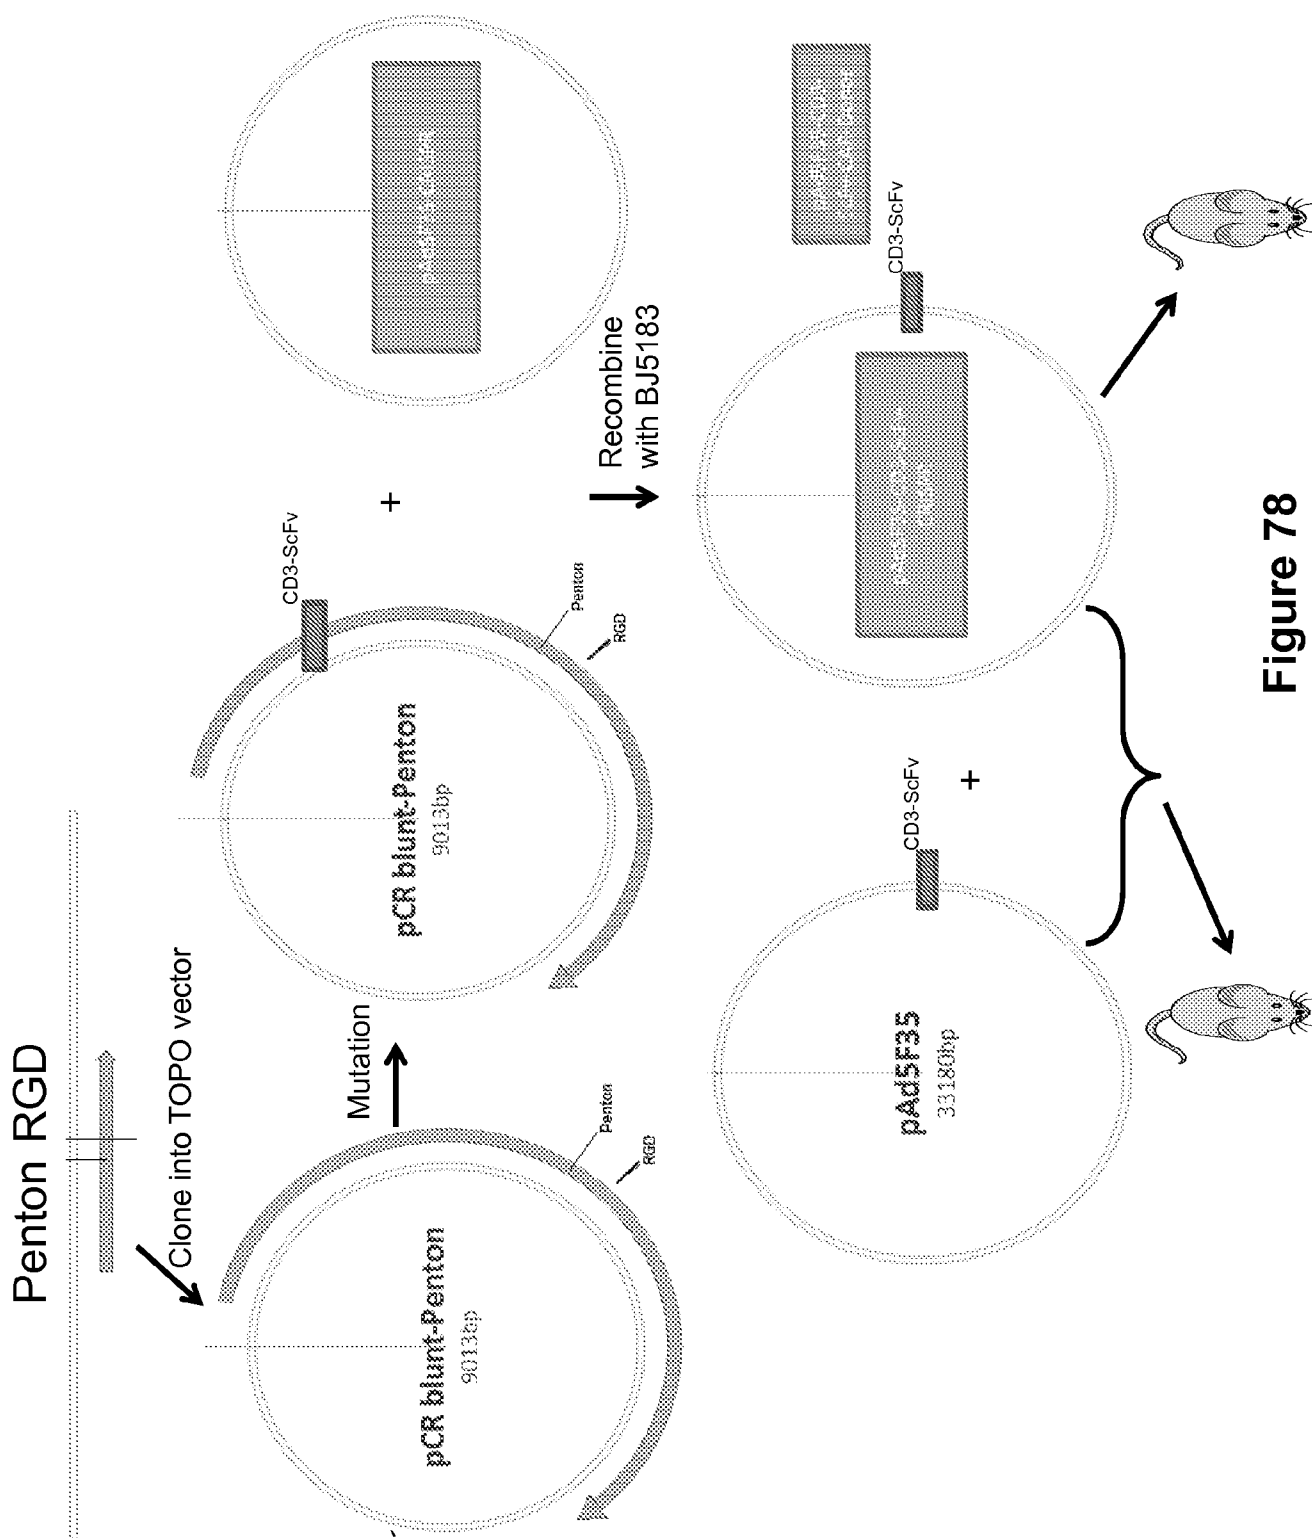 Penton RGD
Clone into TOPO vector
pCR blunt-Penton
9013bp
Penton
RGD
Mutation
pCR blunt-Penton
9013bp
CD3-ScFv
Penton
RGD
+
Recombine
with BJ5183
pAd5F35
33180bp
CD3-ScFv
+
CD3-ScFv
Figure 78